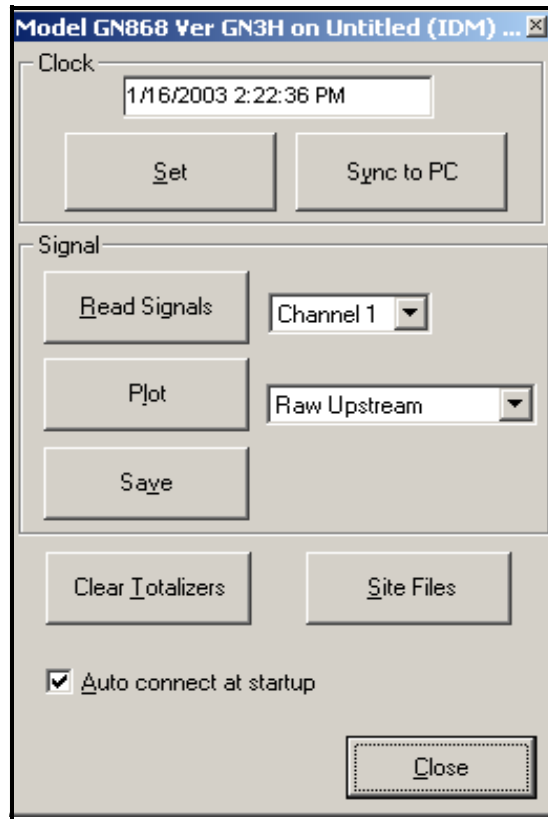 Model GN868 Ver GN3H on Untitled (IDM) ...
Clock
1/16/2003 2:22:36 PM
Set
Sync to PC
Signal
Read Signals
Channel 1
Plot
Raw Upstream
Save
Clear Totalizers
Site Files
Auto connect at startup
Close